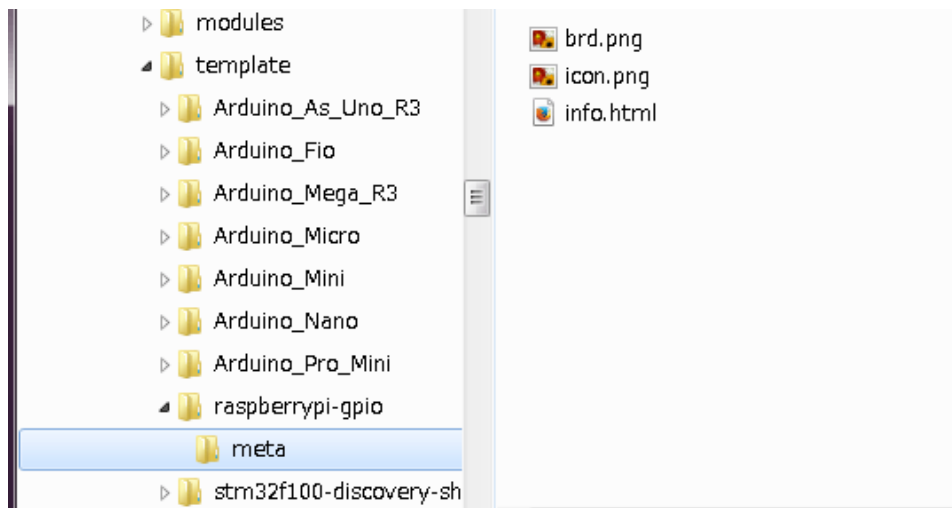 modules
template
Arduino_As_Uno_R3
Arduino_Fio
Arduino_Mega_R3
Arduino_Micro
Arduino_Mini
Arduino_Nano
Arduino_Pro_Mini
raspberrypi-gpio
meta
stm32f100-discovery-sh
brd.png
icon.png
info.html